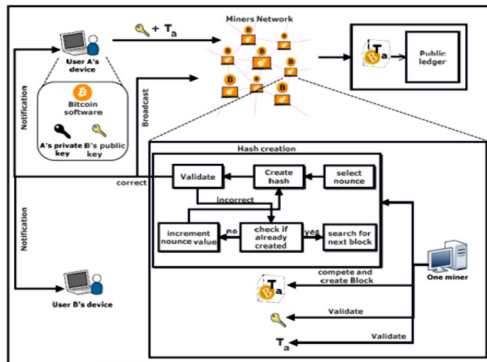 Miners Network
+ Ta
User A's device
Ta
Public
ledger
Notification
Bitcoin
software
A's private
key
B's public
key
Broadcast
Hash creation
correct
Validate
Create
hash
select
nounce
incorrect
increment
nounce value
no
check if
already
created
yes
search for
next block
Notification
User B's device
compete and
create Block
Ta
One miner
Validate
Ta
Validate